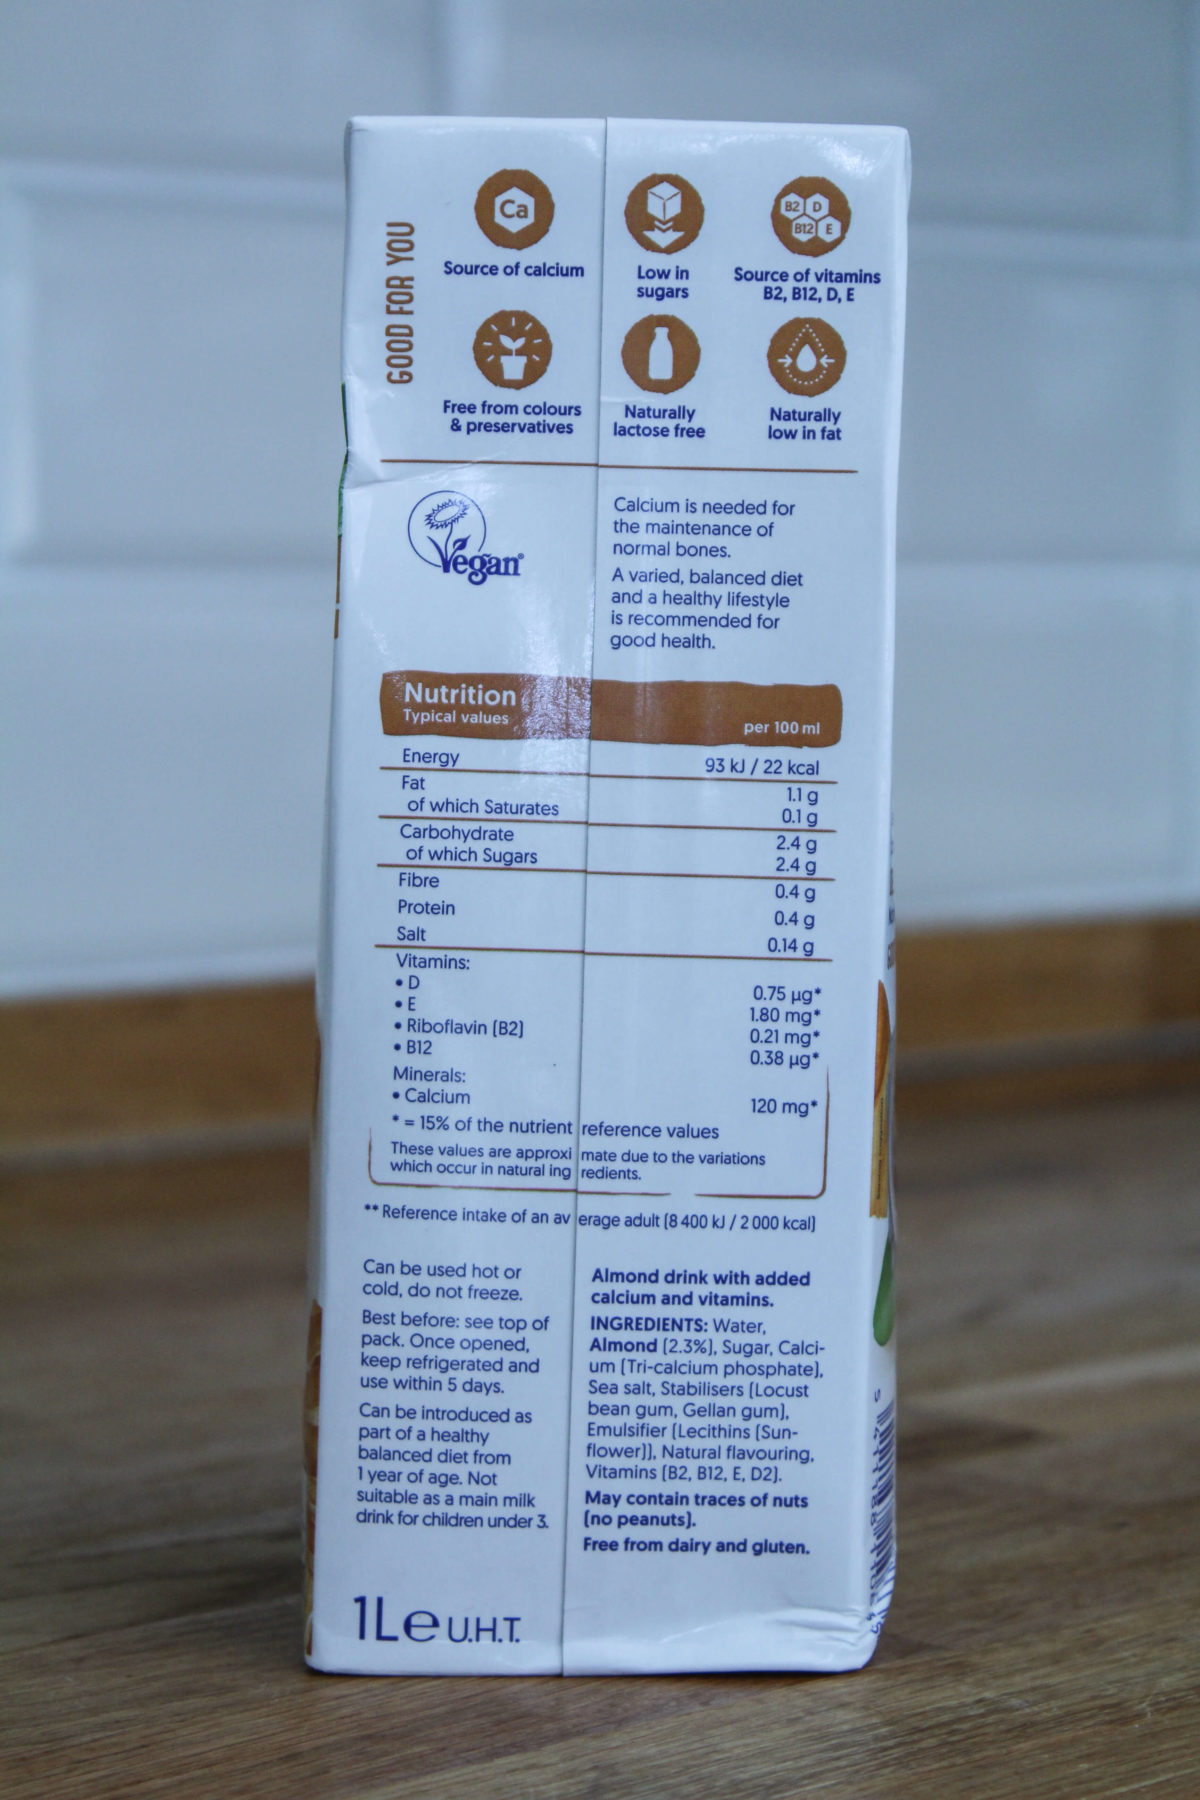 GOOD FOR YOU
Ca
Source of calcium
Low in
sugars
B2 D
B12 E
Source of vitamins
B2, B12, D, E
Free from colours
& preservatives
Naturally
lactose free
Naturally
low in fat
Vegan®
Calcium is needed for
the maintenance of
normal bones.
A varied, balanced diet
and a healthy lifestyle
is recommended for
good health.
Nutrition
Typical values per 100 ml
Energy 93 kJ / 22 kcal
Fat 1.1 g
of which Saturates 0.1 g
Carbohydrate 2.4 g
of which Sugars 2.4 g
Fibre 0.4 g
Protein 0.4 g
Salt 0.14 g
Vitamins:
• D 0.75 µg*
• E 1.80 mg*
• Riboflavin (B2) 0.21 mg*
• B12 0.38 µg*
Minerals:
• Calcium 120 mg*
* = 15% of the nutrient reference values
These values are approximate due to the variations
which occur in natural ingredients.
** Reference intake of an average adult (8 400 kJ / 2 000 kcal)
Can be used hot or
cold, do not freeze.
Best before: see top of
pack. Once opened,
keep refrigerated and
use within 5 days.
Can be introduced as
part of a healthy
balanced diet from
1 year of age. Not
suitable as a main milk
drink for children under 3.
Almond drink with added
calcium and vitamins.
INGREDIENTS: Water,
Almond (2.3%), Sugar, Calci-
um (Tri-calcium phosphate),
Sea salt, Stabilisers (Locust
bean gum, Gellan gum),
Emulsifier (Lecithins (Sun-
flower)), Natural flavouring,
Vitamins (B2, B12, E, D2).
May contain traces of nuts
(no peanuts).
Free from dairy and gluten.
1L e U.H.T.